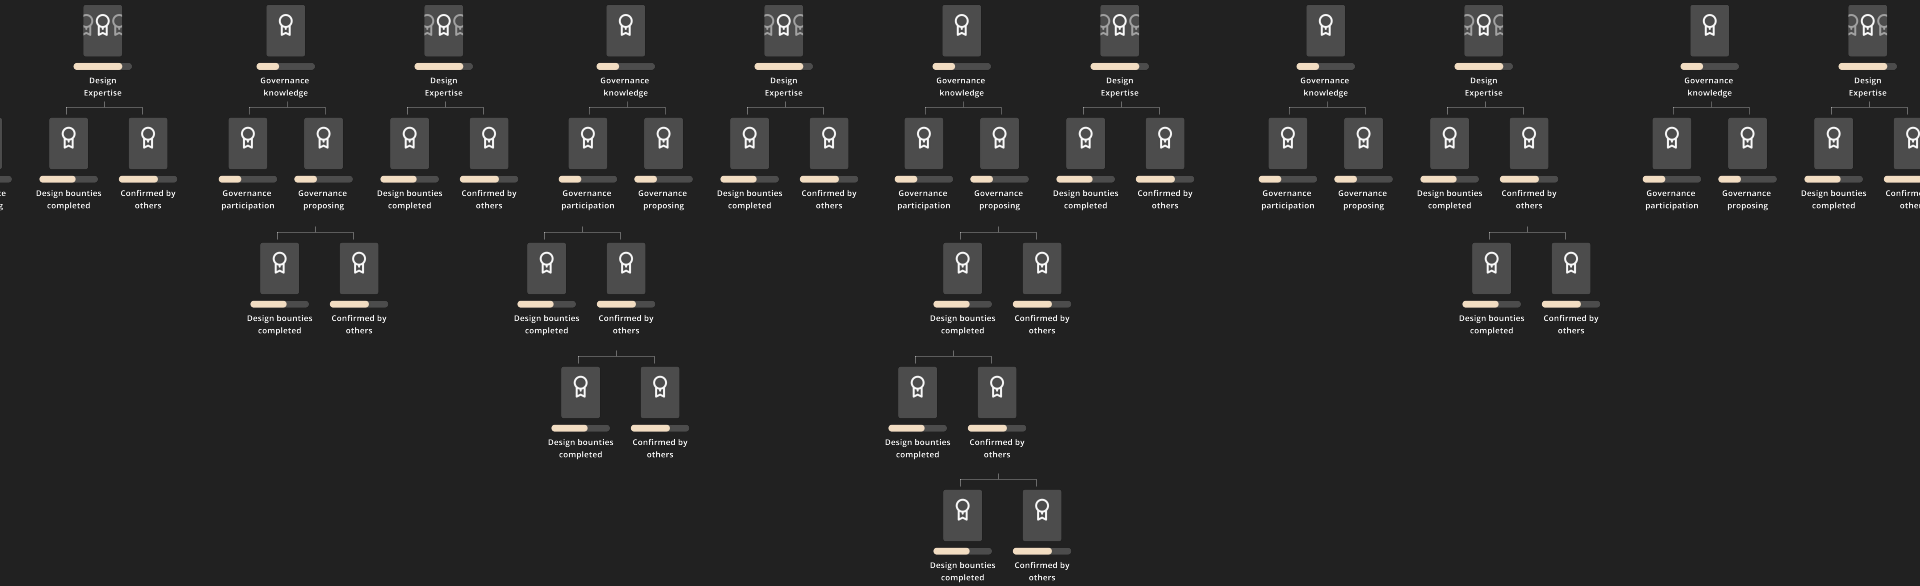 Design
Expertise
Governance
knowledge
Design
Expertise
Governance
knowledge
Design
Expertise
Governance
knowledge
Design
Expertise
Governance
knowledge
Design
Expertise
Governance
knowledge
Design
Expertise
Design bounties
completed
Confirmed by
others
Governance
participation
Governance
proposing
Design bounties
completed
Confirmed by
others
Governance
participation
Governance
proposing
Design bounties
completed
Confirmed by
others
Governance
participation
Governance
proposing
Design bounties
completed
Confirmed by
others
Governance
participation
Governance
proposing
Design bounties
completed
Confirmed by
others
Governance
participation
Governance
proposing
Design bounties
completed
Design bounties
completed
Confirmed by
others
Design bounties
completed
Confirmed by
others
Design bounties
completed
Confirmed by
others
Design bounties
completed
Confirmed by
others
Design bounties
completed
Confirmed by
others
Design bounties
completed
Confirmed by
others
Design bounties
completed
Confirmed by
others